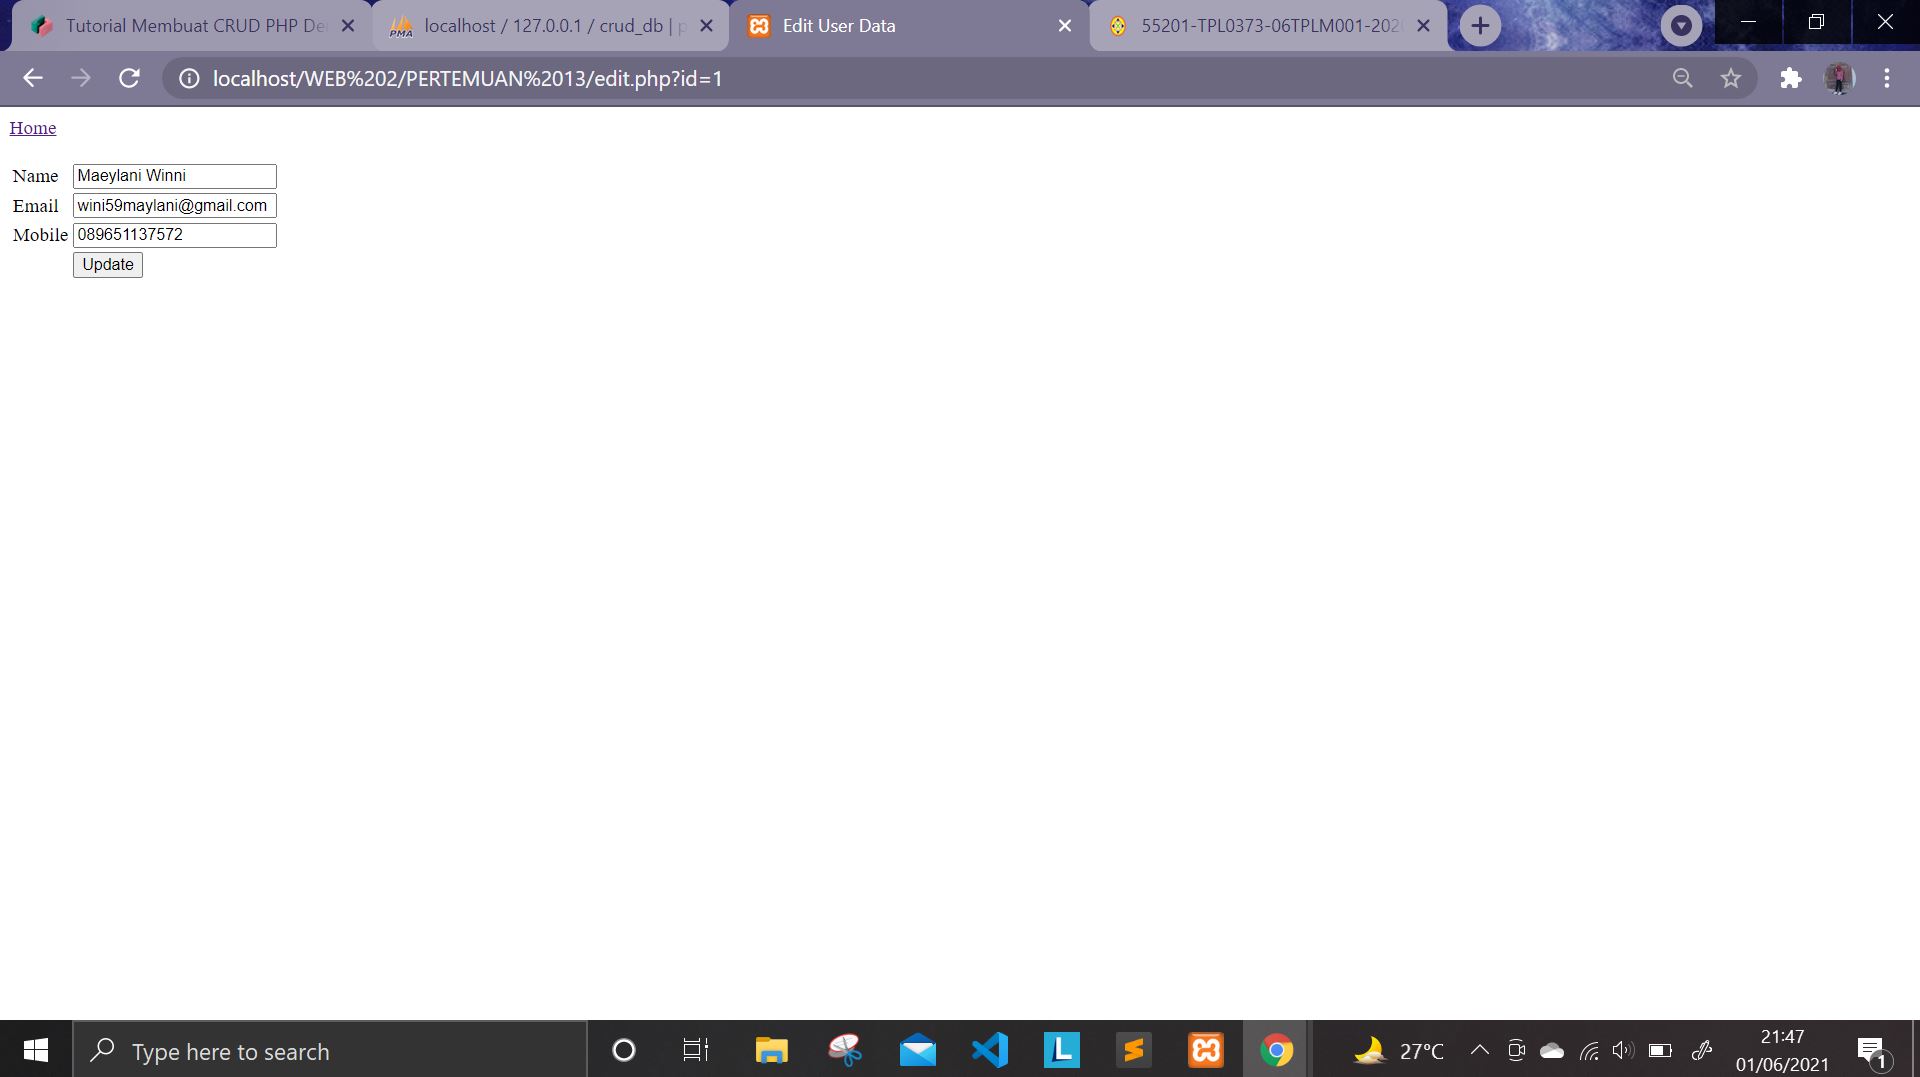 Tutorial Membuat CRUD PHP De
localhost / 127.0.0.1 / crud_db | p
Edit User Data
55201-TPL0373-06TPLM001-202
localhost/WEB%202/PERTEMUAN%2013/edit.php?id=1
Home
Name Maeylani Winni
Email wini59maylani@gmail.com
Mobile 089651137572
Update
Type here to search
27°C
21:47
01/06/2021
1